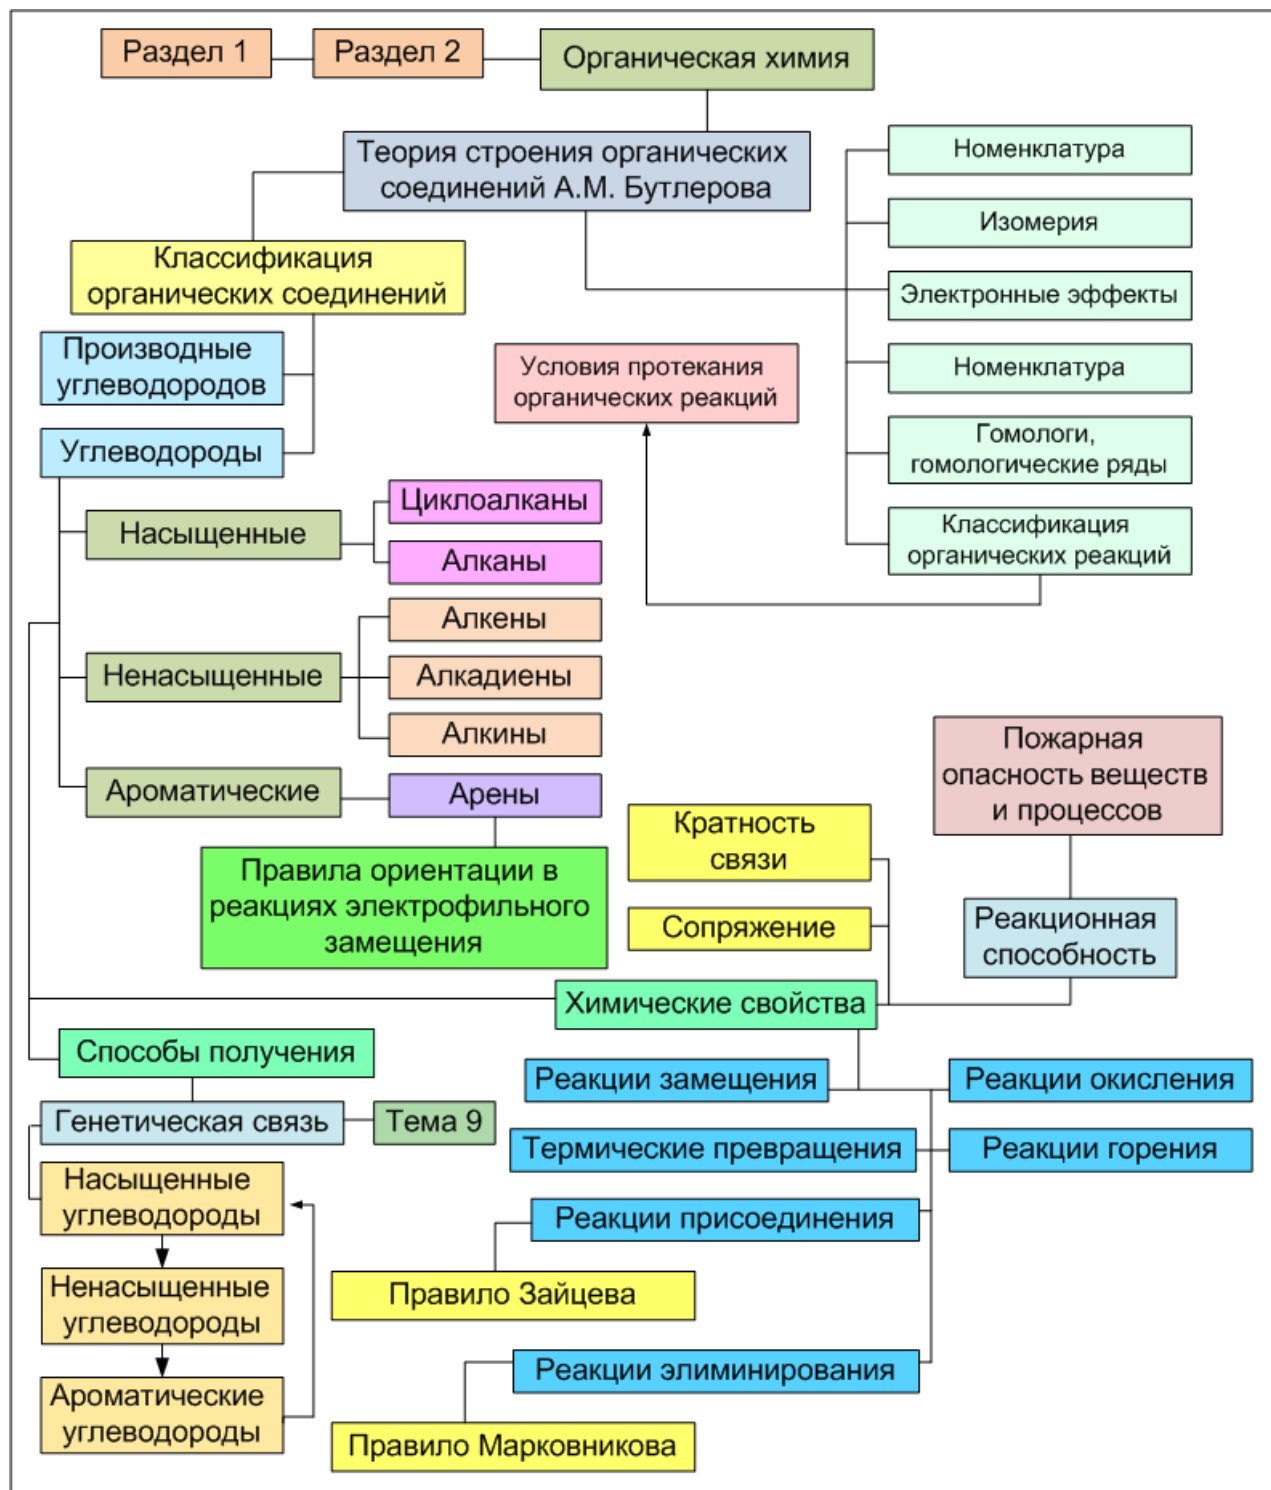 Раздел 1
Раздел 2
Органическая химия
Теория строения органических
соединений А.М. Бутлерова
Номенклатура
Изомерия
Электронные эффекты
Номенклатура
Гомологи,
гомологические ряды
Классификация
органических реакций
Условия протекания
органических реакций
Классификация
органических соединений
Производные
углеводородов
Углеводороды
Насыщенные
Циклоалканы
Алканы
Ненасыщенные
Алкены
Алкадиены
Алкины
Ароматические
Арены
Правила ориентации в
реакциях электрофильного
замещения
Пожарная
опасность веществ
и процессов
Кратность
связи
Сопряжение
Реакционная
способность
Химические свойства
Способы получения
Генетическая связь
Тема 9
Насыщенные
углеводороды
Ненасыщенные
углеводороды
Ароматические
углеводороды
Реакции замещения
Реакции окисления
Термические превращения
Реакции горения
Реакции присоединения
Правило Зайцева
Реакции элиминирования
Правило Марковникова